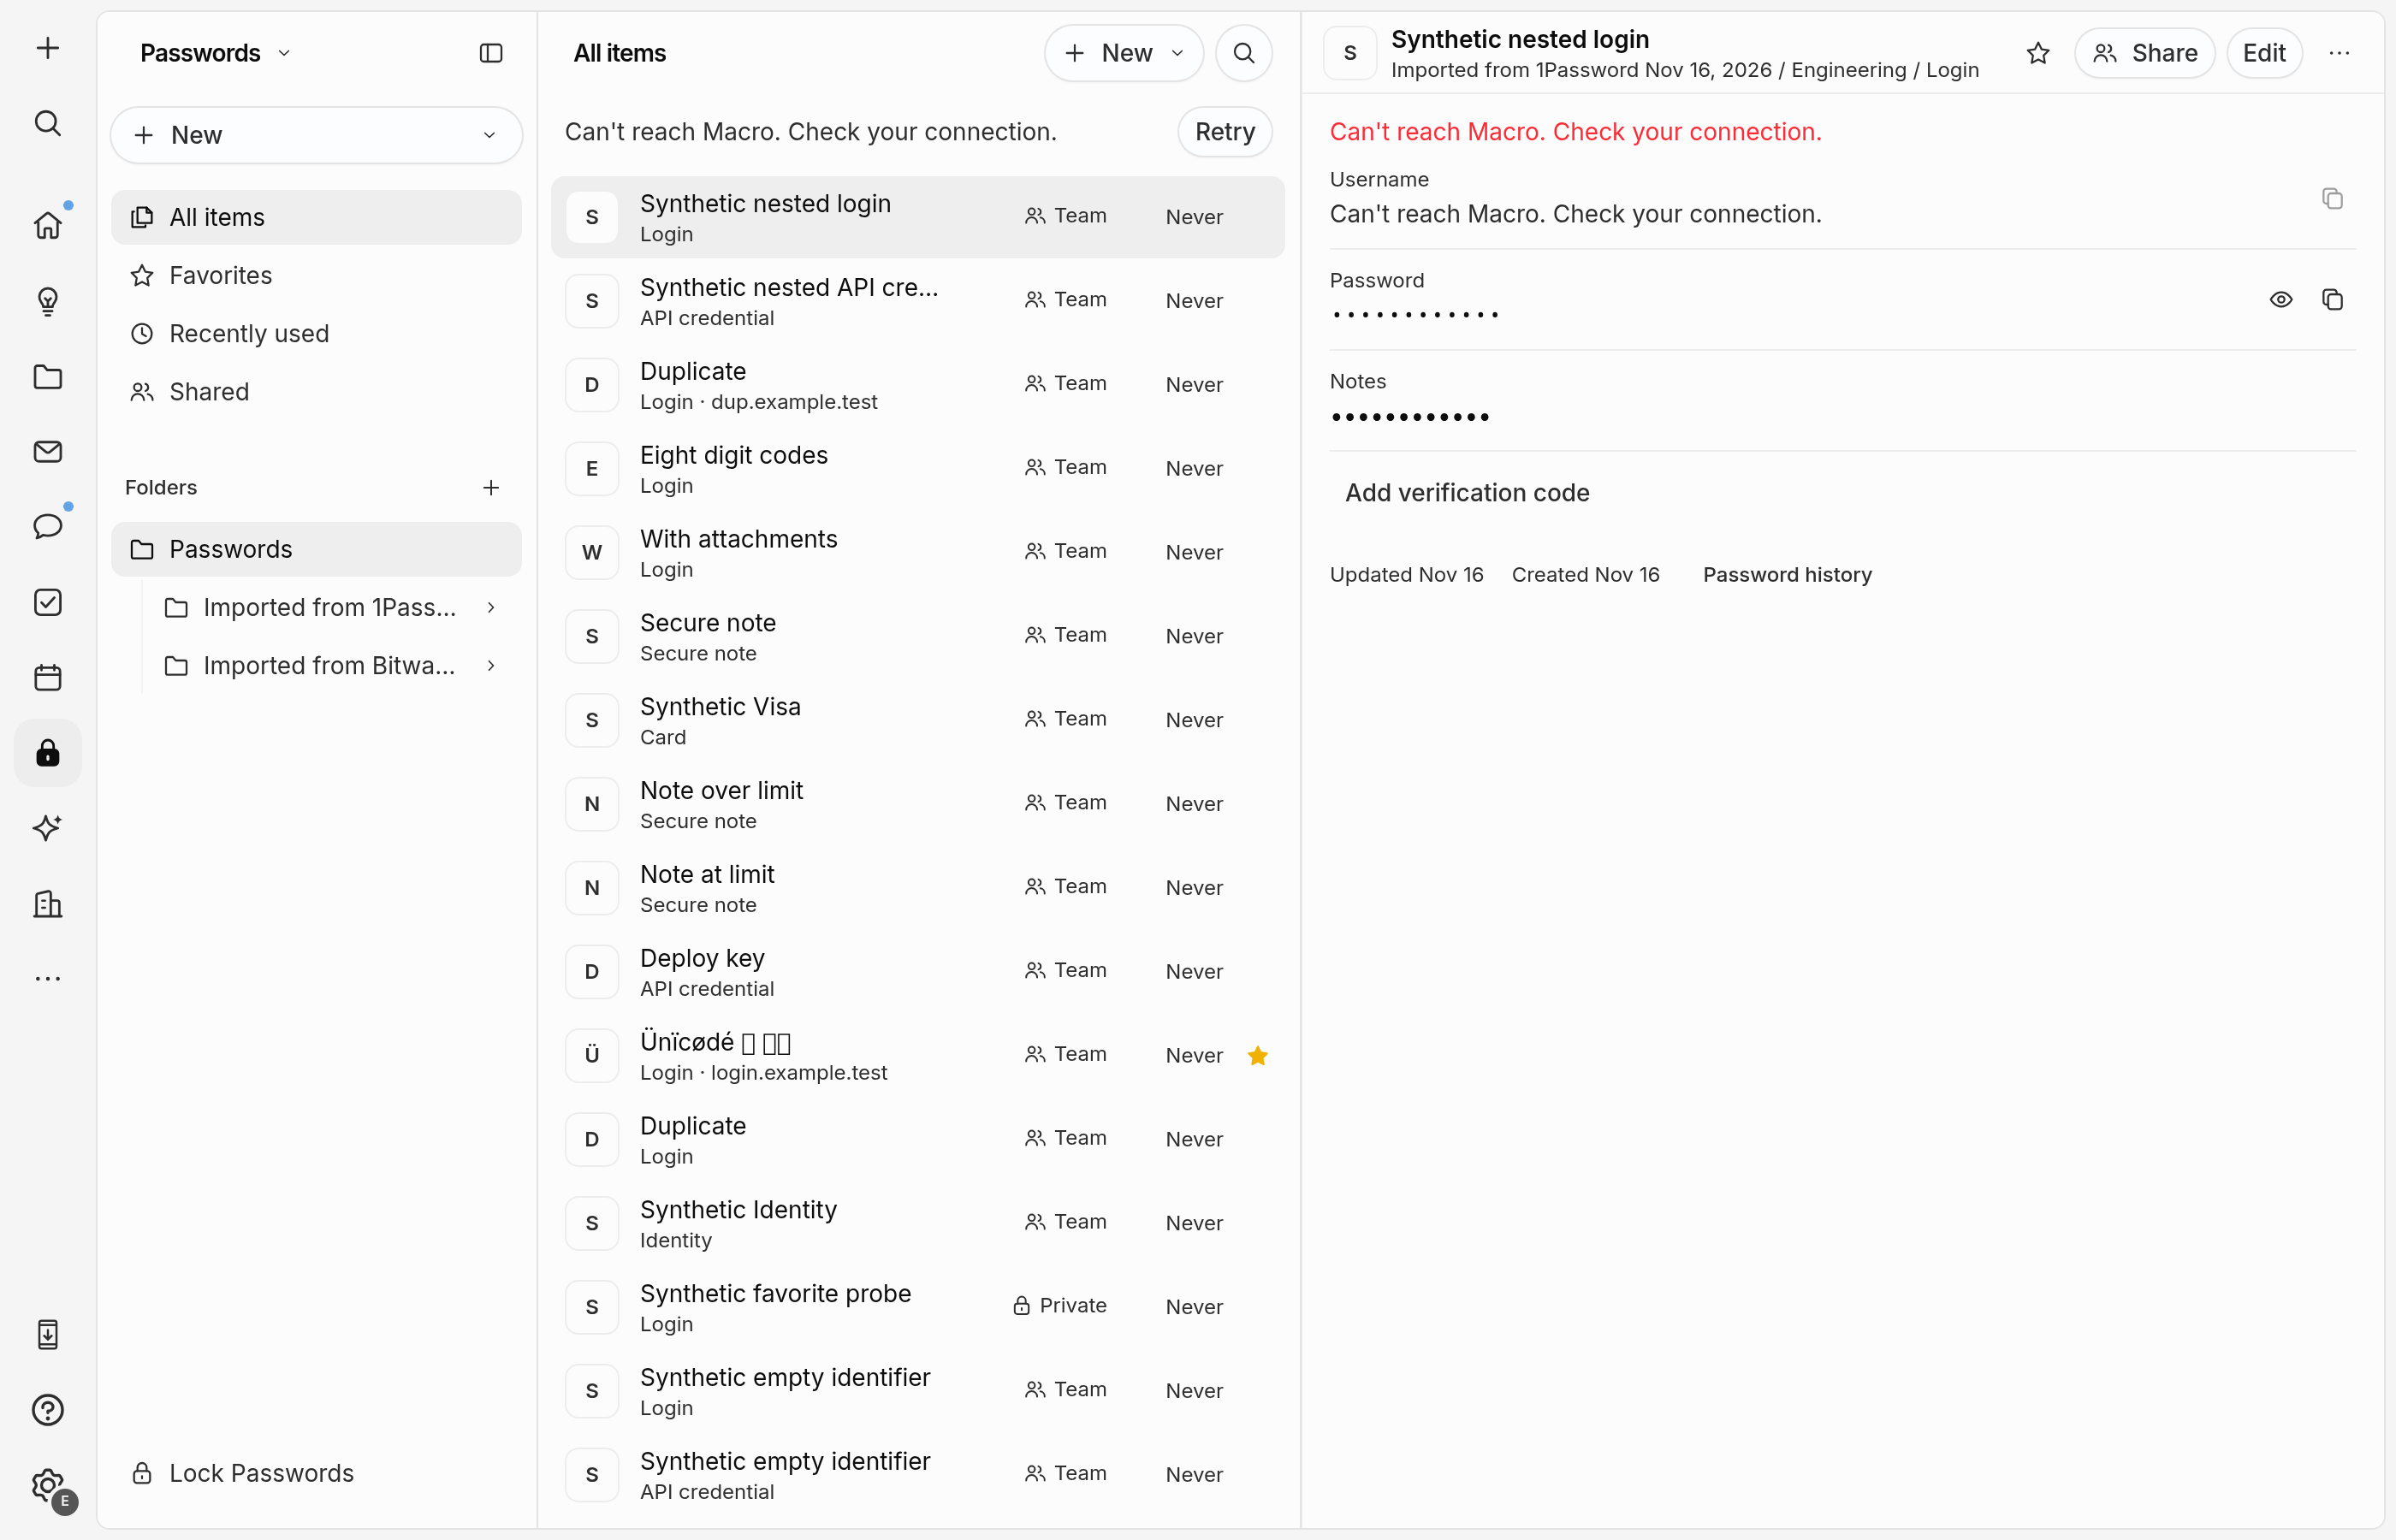 Passwords
New
All items
Favorites
Recently used
Shared
Folders
Passwords
Imported from 1Pass...
Imported from Bitwa...
Lock Passwords
E
All items
New
Can't reach Macro. Check your connection.
Retry
S
Synthetic nested login
Login
Team
Never
S
Synthetic nested API cre...
API credential
Team
Never
D
Duplicate
Login · dup.example.test
Team
Never
E
Eight digit codes
Login
Team
Never
W
With attachments
Login
Team
Never
S
Secure note
Secure note
Team
Never
S
Synthetic Visa
Card
Team
Never
N
Note over limit
Secure note
Team
Never
N
Note at limit
Secure note
Team
Never
D
Deploy key
API credential
Team
Never
Ü
Ünïcødé
Login · login.example.test
Team
Never
D
Duplicate
Login
Team
Never
S
Synthetic Identity
Identity
Team
Never
S
Synthetic favorite probe
Login
Private
Never
S
Synthetic empty identifier
Login
Team
Never
S
Synthetic empty identifier
API credential
Team
Never
S
Synthetic nested login
Imported from 1Password Nov 16, 2026 / Engineering / Login
Share
Edit
Can't reach Macro. Check your connection.
Username
Can't reach Macro. Check your connection.
Password
••••••••••••
Notes
••••••••••••
Add verification code
Updated Nov 16
Created Nov 16
Password history